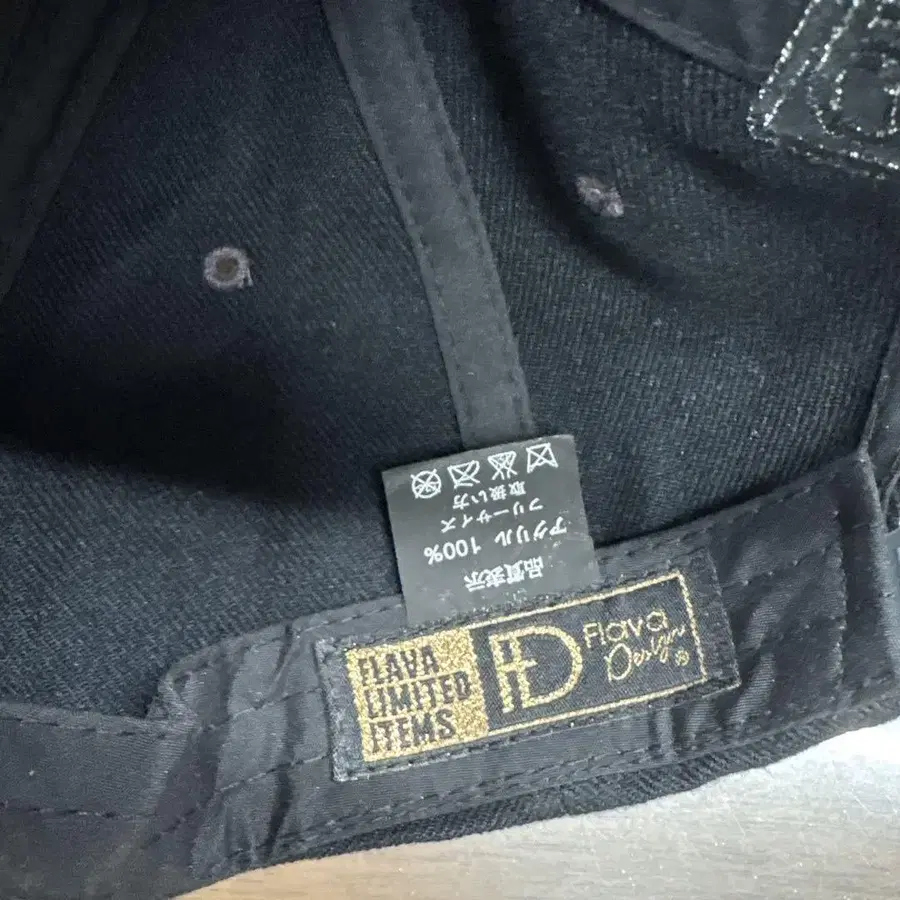 品質表示
アクリル 100%
フリーサイズ
取扱い方
FLAVA
LIMITED
ITEMS
FD
Flava
Design
®